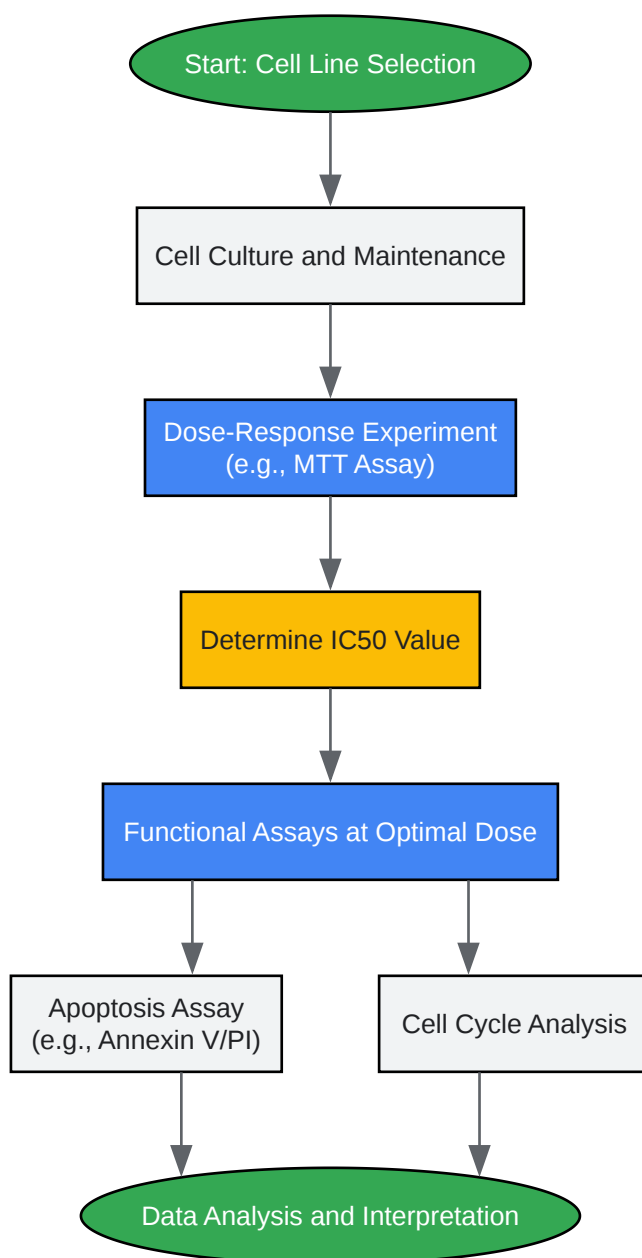 Start: Cell Line Selection
Cell Culture and Maintenance
Dose-Response Experiment
(e.g., MTT Assay)
Determine IC50 Value
Functional Assays at Optimal Dose
Apoptosis Assay
(e.g., Annexin V/PI)
Cell Cycle Analysis
Data Analysis and Interpretation